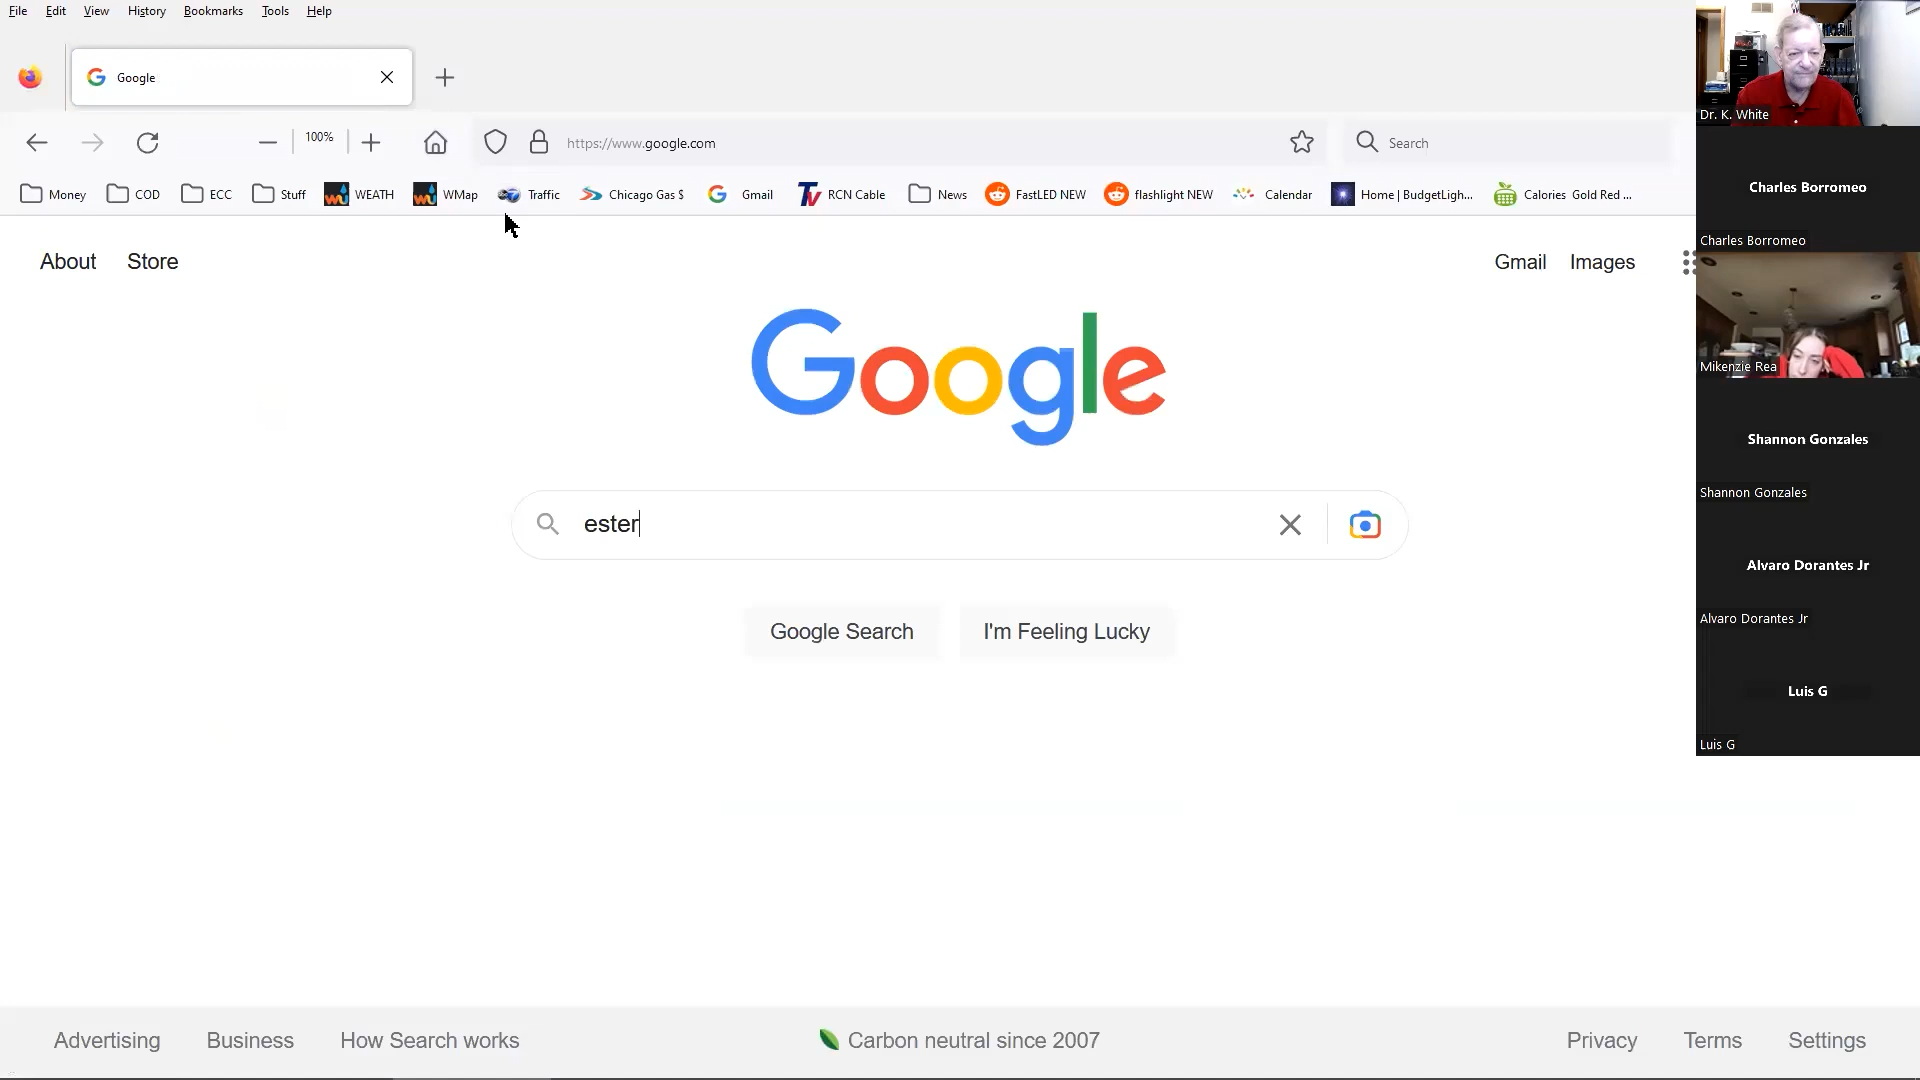 File Edit View History Bookmarks Tools Help
Google
100%
https://www.google.com
Search
Money COD ECC Stuff WEATH WMap Traffic Chicago Gas $ Gmail RCN Cable News FastLED NEW flashlight NEW Calendar Home | BudgetLigh... Calories Gold Red ...
About Store
Gmail Images
Google
ester
Google Search I'm Feeling Lucky
Advertising Business How Search works
Carbon neutral since 2007
Privacy Terms Settings
Dr. K. White
Charles Borromeo
Charles Borromeo
Mikenzie Rea
Shannon Gonzales
Shannon Gonzales
Alvaro Dorantes Jr
Alvaro Dorantes Jr
Luis G
Luis G